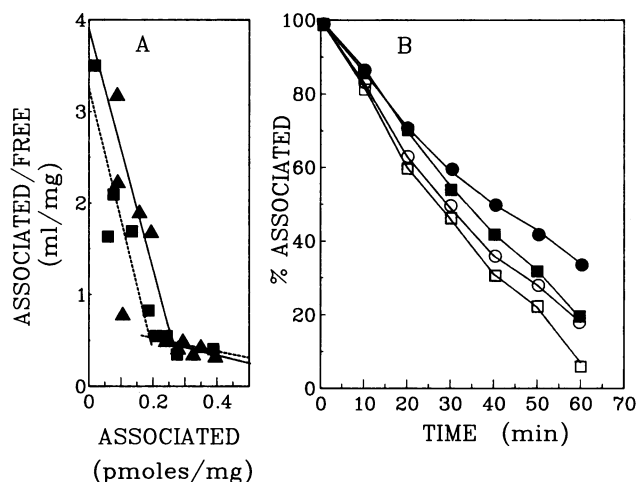 A
B
ASSOCIATED/FREE
(ml/mg)
4
3
2
1
0
0
0.2
0.4
ASSOCIATED
(pmoles/mg)
% ASSOCIATED
100
80
60
40
20
0
0
10
20
30
40
50
60
70
TIME (min)